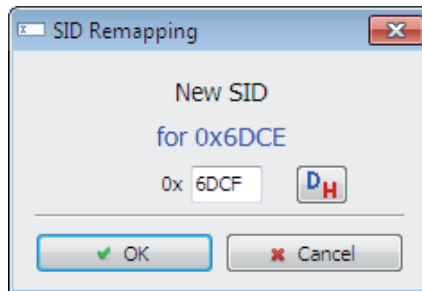 SID Remapping
New SID
for 0x6DCE
0x 6DCF DH
OK Cancel